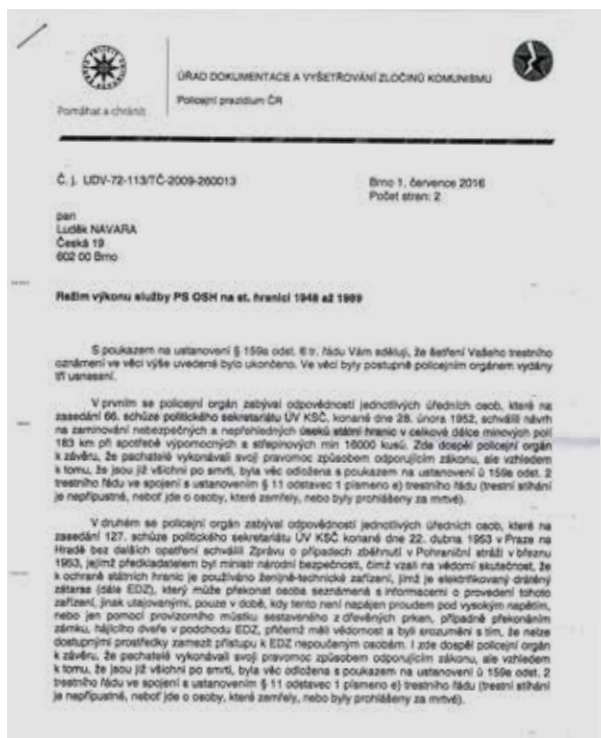 ÚŘAD DOKUMENTACE A VYŠETŘOVÁNÍ ZLOČINŮ KOMUNISMU
Policejní prezidium ČR
Pomáhat a chránit
Č. j. UDV-72-113/TČ-2009-260013
Brno 1. července 2016
Počet stran: 2
pan
Luděk NAVARA
Česká 19
602 00 Brno
Režim výkonu služby PS OSH na st. hranici 1948 až 1989
S poukazem na ustanovení § 159a odst. 6 tr. řádu Vám sděluji, že šetření Vašeho trestního
oznámení ve věci výše uvedené bylo ukončeno. Ve věci byly postupně policejním orgánem vydány
tři usnesení.
V prvním se policejní orgán zabýval odpovědností jednotlivých úředních osob, které na
zasedání 66. schůze politického sekretariátu ÚV KSČ, konané dne 28. února 1952, schválili návrh
na zaminování nebezpečných a nepřehledných úseků státní hranic v celkové délce minových polí
183 km při spotřebě výpomocných a střepinových min 16000 kusů. Zde dospěl policejní orgán
k závěru, že pachatelé vykonávali svoji pravomoc způsobem odporujícím zákonu, ale vzhledem
k tomu, že jsou již všichni po smrti, byla věc odložena s poukazem na ustanovení ů 159a odst. 2
trestního řádu ve spojení s ustanovením § 11 odstavec 1 písmeno e) trestního řádu (trestní stíhání
je nepřípustné, neboť jde o osoby, které zemřely, nebo byly prohlášeny za mrtvé).
V druhém se policejní orgán zabýval odpovědností jednotlivých úředních osob, které na
zasedání 127. schůze politického sekretariátu ÚV KSČ konané dne 22. dubna 1953 v Praze na
Hradě bez dalších opatření schválili Zprávu o případech zběhnutí v Pohraniční stráži v březnu
1953, jejímž předkladatelem byl ministr národní bezpečnosti, čímž vzali na vědomí skutečnost, že
k ochraně státních hranic je používáno ženijně-technické zařízení, jímž je elektrifikovaný drátěný
zátaras (dále EDZ), který může překonat osoba seznámená s informacemi o provedení tohoto
zařízení, jinak utajovanými, pouze v době, kdy tento není napájen proudem pod vysokým napětím,
nebo jen pomocí provizorního můstku sestaveného z dřevěných prken, případně překonáním
zámku, hájícího dveře v podchodu EDZ, přičemž měli vědomost a byli srozuměni s tím, že nelze
dostupnými prostředky zamezit přístupu k EDZ nepoučeným osobám. I zde dospěl policejní orgán
k závěru, že pachatelé vykonávali svoji pravomoc způsobem odporujícím zákonu, ale vzhledem
k tomu, že jsou již všichni po smrti, byla věc odložena s poukazem na ustanovení ů 159a odst. 2
trestního řádu ve spojení s ustanovením § 11 odstavec 1 písmeno e) trestního řádu (trestní stíhání
je nepřípustné, neboť jde o osoby, které zemřely, nebo byly prohlášeny za mrtvé).